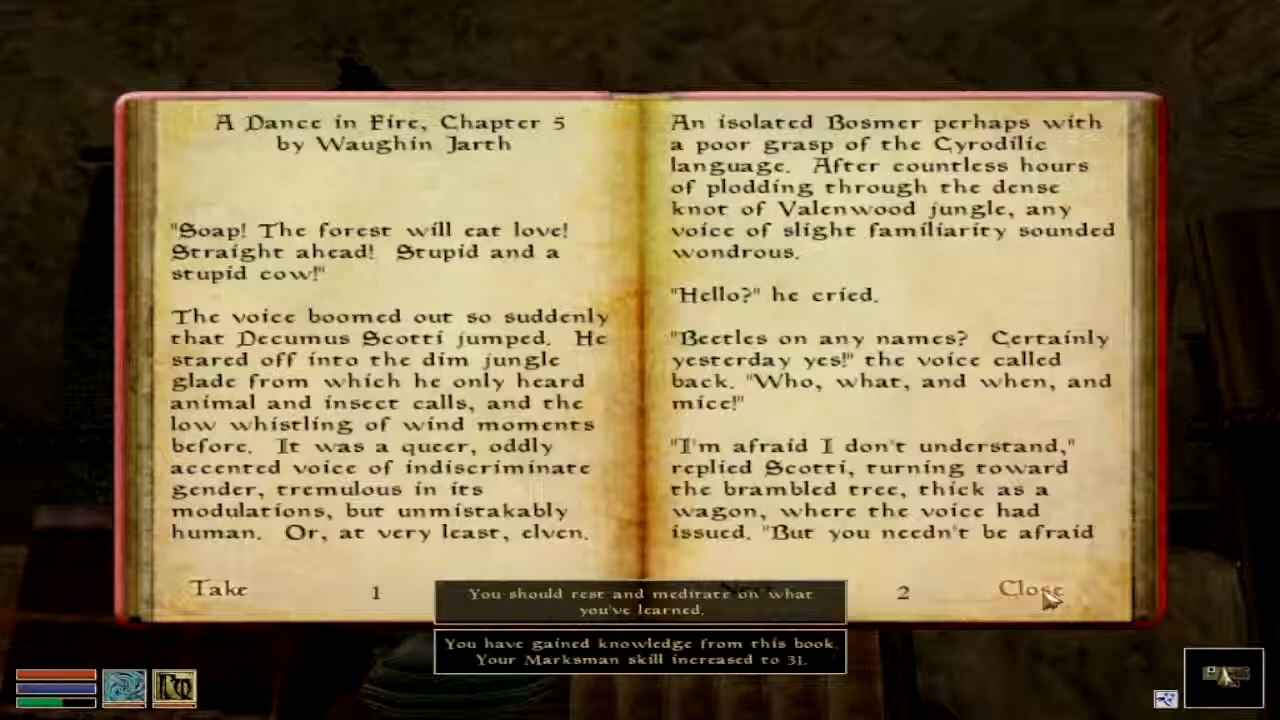 A Dance in Fire, Chapter 5
by Waughin Jarth
"Soap! The forest will eat love!
Straight ahead! Stupid and a
stupid cow!"
The voice boomed out so suddenly
that Decumus Scotti jumped. He
stared off into the dim jungle
glade from which he only heard
animal and insect calls, and the
low whistling of wind moments
before. It was a queer, oddly
accented voice of indiscriminate
gender, tremulous in its
modulations, but unmistakably
human. Or, at very least, elven.
An isolated Bosmer perhaps with
a poor grasp of the Cyrodilic
language. After countless hours
of plodding through the dense
knot of Valenwood jungle, any
voice of slight familiarity sounded
wondrous.
"Hello?" he cried.
"Beetles on any names? Certainly
yesterday yes!" the voice called
back. "Who, what, and when, and
mice!"
"I'm afraid I don't understand,"
replied Scotti, turning toward
the brambled tree, thick as a
wagon, where the voice had
issued. "But you needn't be afraid
Take 1 2 Close
You should rest and meditate on what
you've learned.
You have gained knowledge from this book.
Your Marksman skill increased to 31.